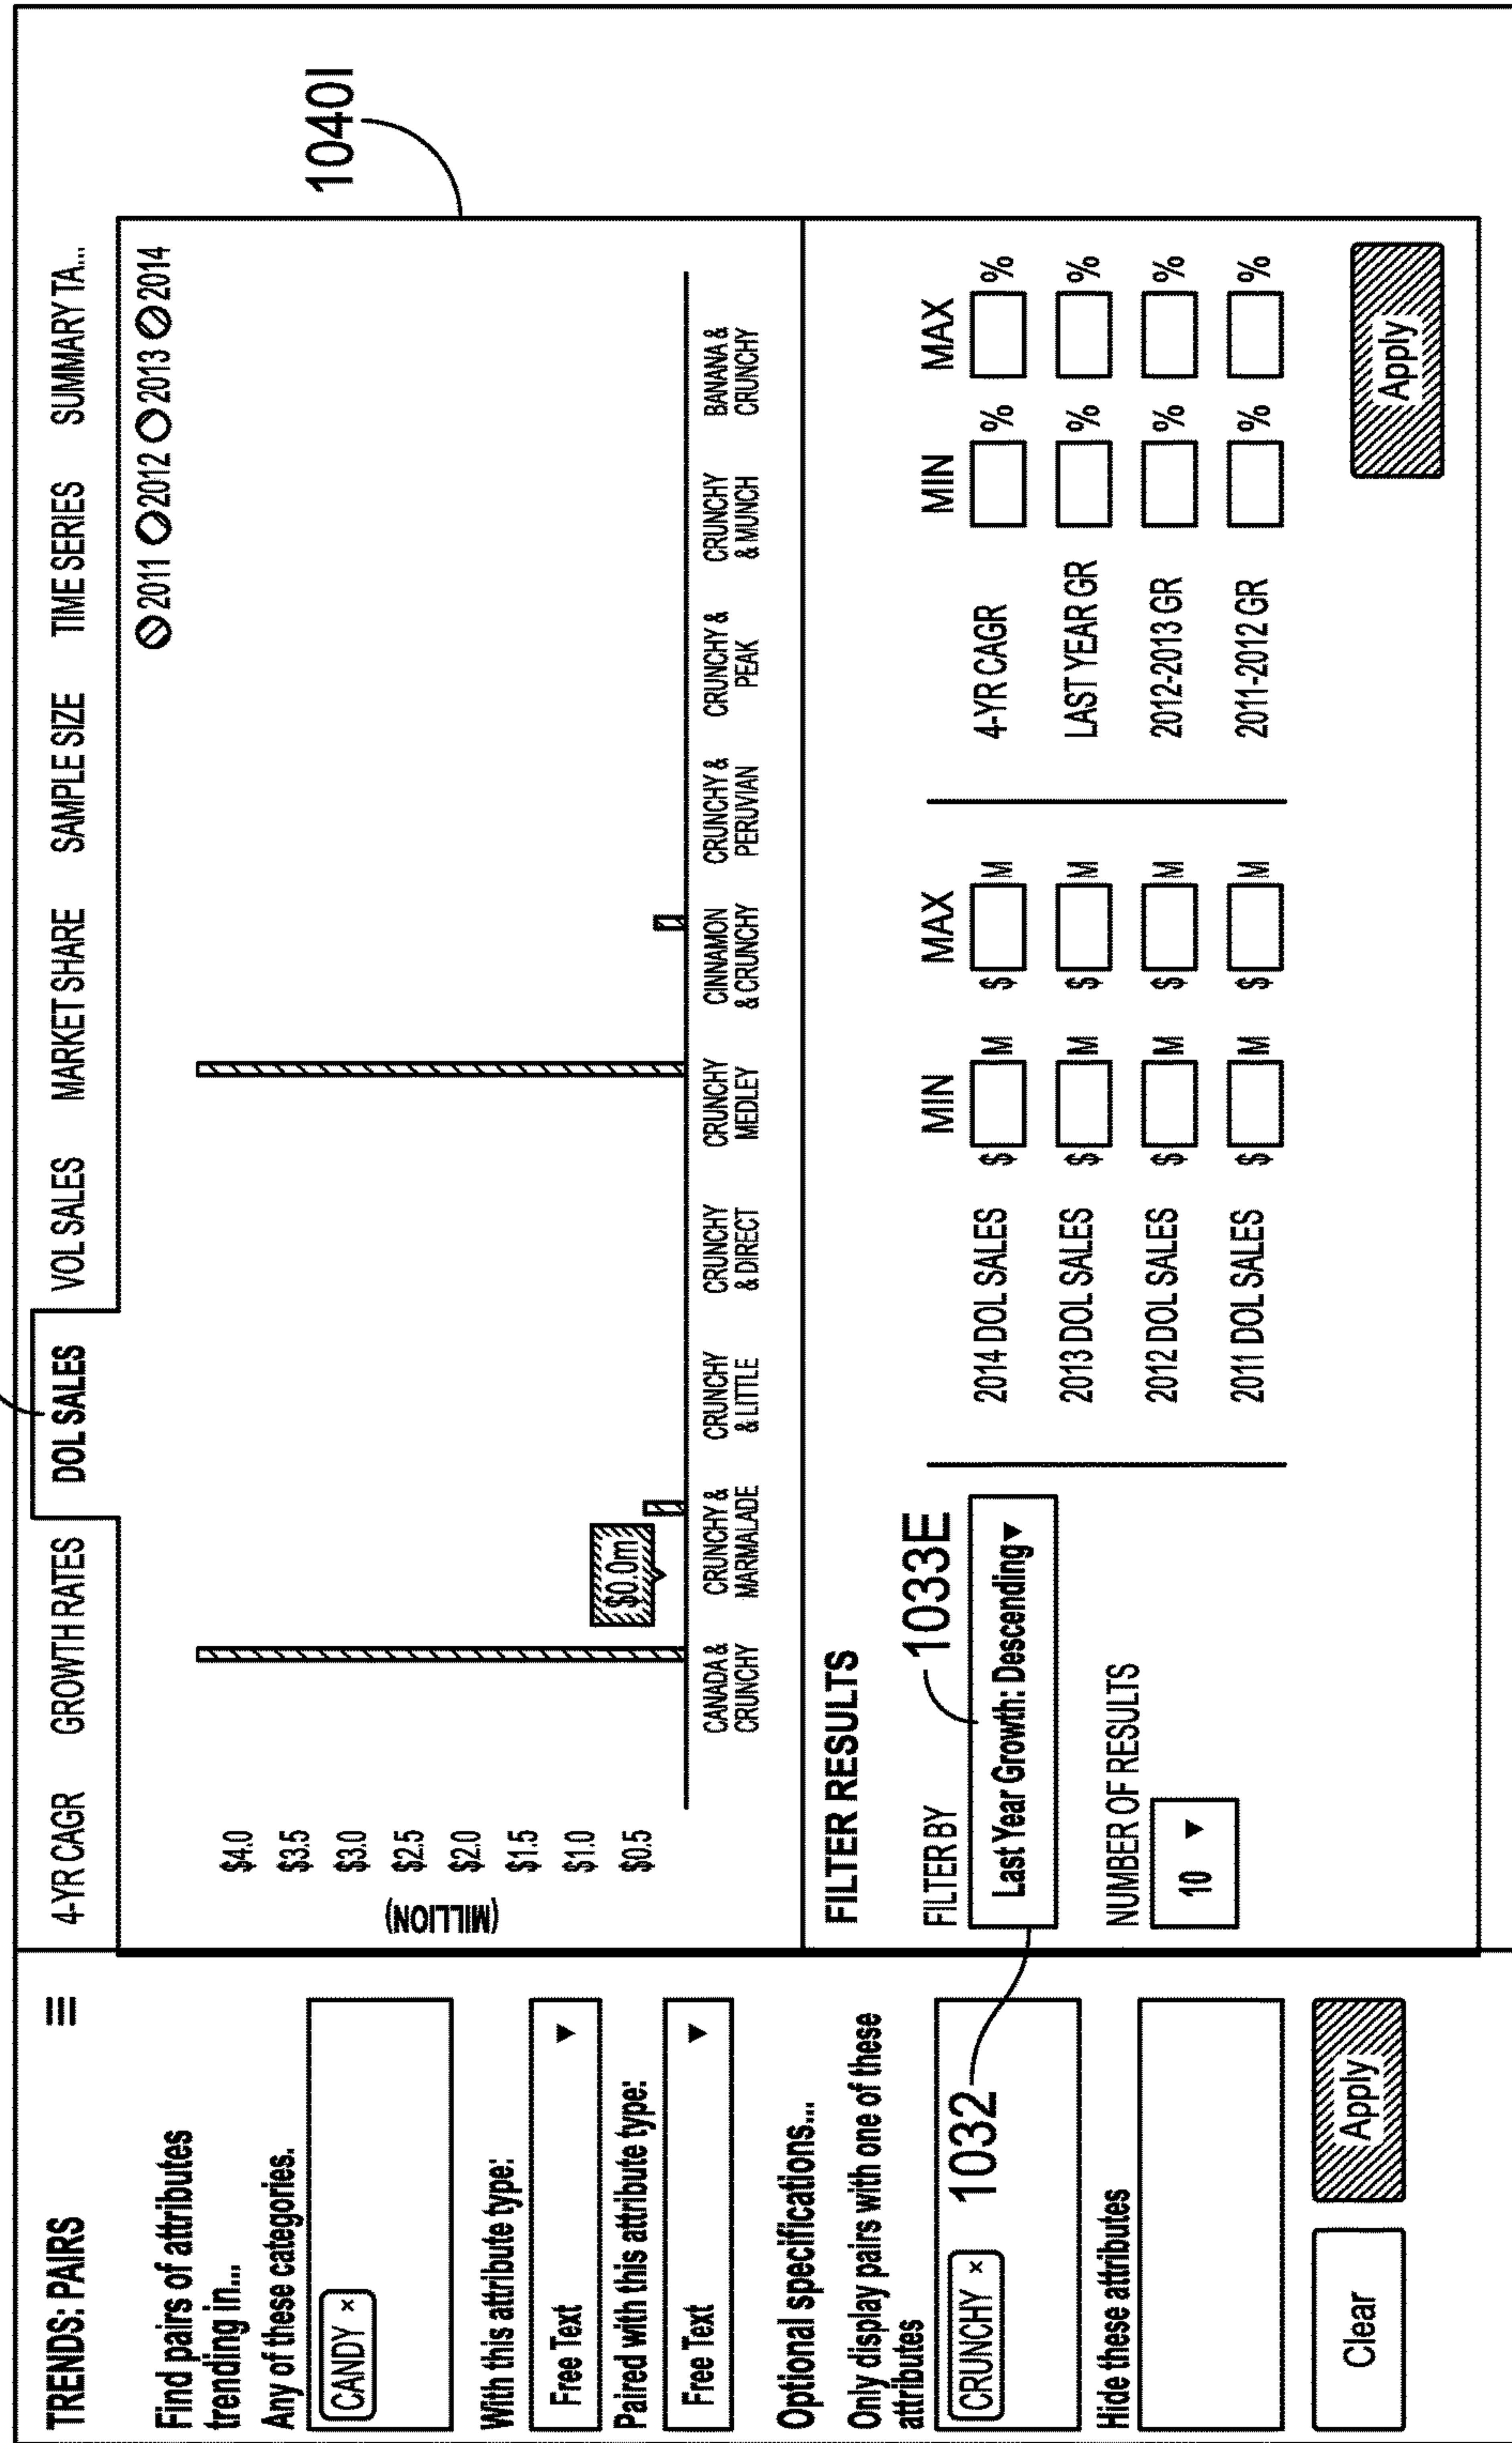 TRENDS: PAIRS
Find pairs of attributes
trending in...
Any of these categories.
CANDY ×
With this attribute type:
Free Text ▼
Paired with this attribute type:
Free Text ▼
Optional specifications...
Only display pairs with one of these
attributes
CRUNCHY ×
1032
Hide these attributes
Clear
Apply
4-YR CAGR GROWTH RATES DOL SALES VOL SALES MARKET SHARE SAMPLE SIZE TIME SERIES SUMMARY TA...
2011 2012 2013 2014
1040I
(MILLION)
$4.0
$3.5
$3.0
$2.5
$2.0
$1.5
$1.0
$0.5
$0.0m
CANADA &
CRUNCHY
CRUNCHY &
MARMALADE
CRUNCHY
& LITTLE
CRUNCHY
& DIRECT
CRUNCHY
MEDLEY
CINNAMON
& CRUNCHY
CRUNCHY &
PERUVIAN
CRUNCHY &
PEAK
CRUNCHY
& MUNCH
BANANA &
CRUNCHY
FILTER RESULTS
1033E
FILTER BY
Last Year Growth: Descending ▼
NUMBER OF RESULTS
10 ▼
MIN MAX
2014 DOL SALES $ M $ M
2013 DOL SALES $ M $ M
2012 DOL SALES $ M $ M
2011 DOL SALES $ M $ M
MIN MAX
4-YR CAGR % %
LAST YEAR GR % %
2012-2013 GR % %
2011-2012 GR % %
Apply